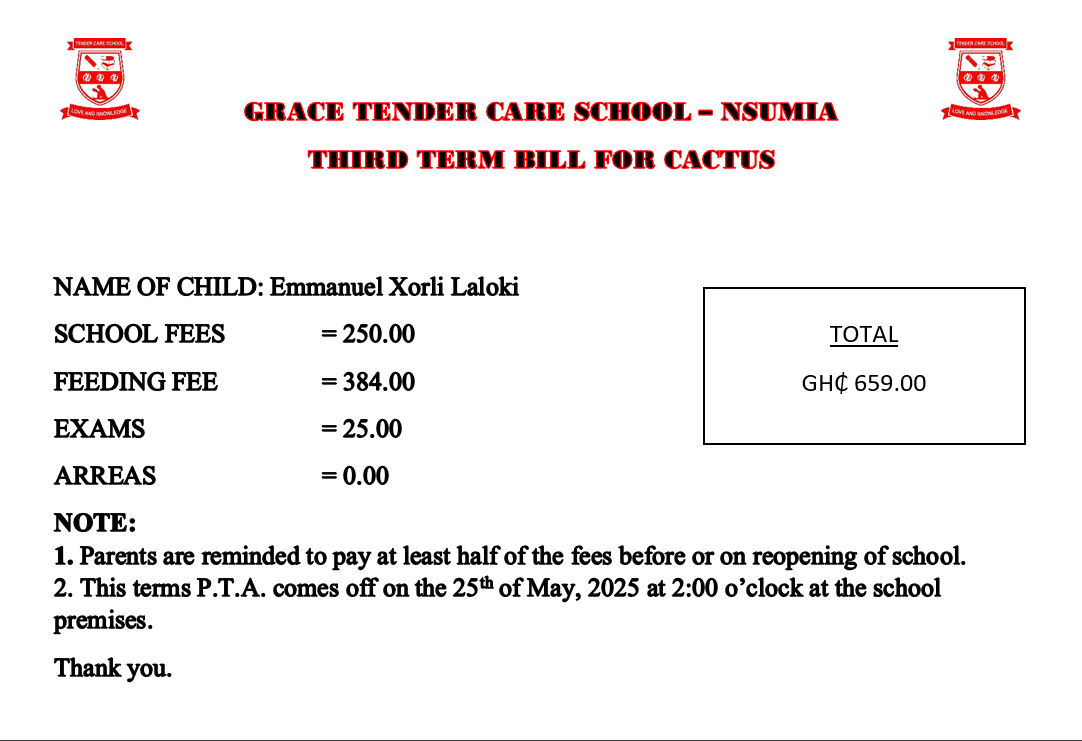 TENDER CARE SCHOOL
LOVE AND KNOWLEDGE
TENDER CARE SCHOOL
LOVE AND KNOWLEDGE
GRACE TENDER CARE SCHOOL – NSUMIA
THIRD TERM BILL FOR CACTUS
NAME OF CHILD: Emmanuel Xorli Laloki
SCHOOL FEES = 250.00
FEEDING FEE = 384.00
EXAMS = 25.00
ARREAS = 0.00
TOTAL
GH₵ 659.00
NOTE:
1. Parents are reminded to pay at least half of the fees before or on reopening of school.
2. This terms P.T.A. comes off on the 25th of May, 2025 at 2:00 o’clock at the school
premises.
Thank you.